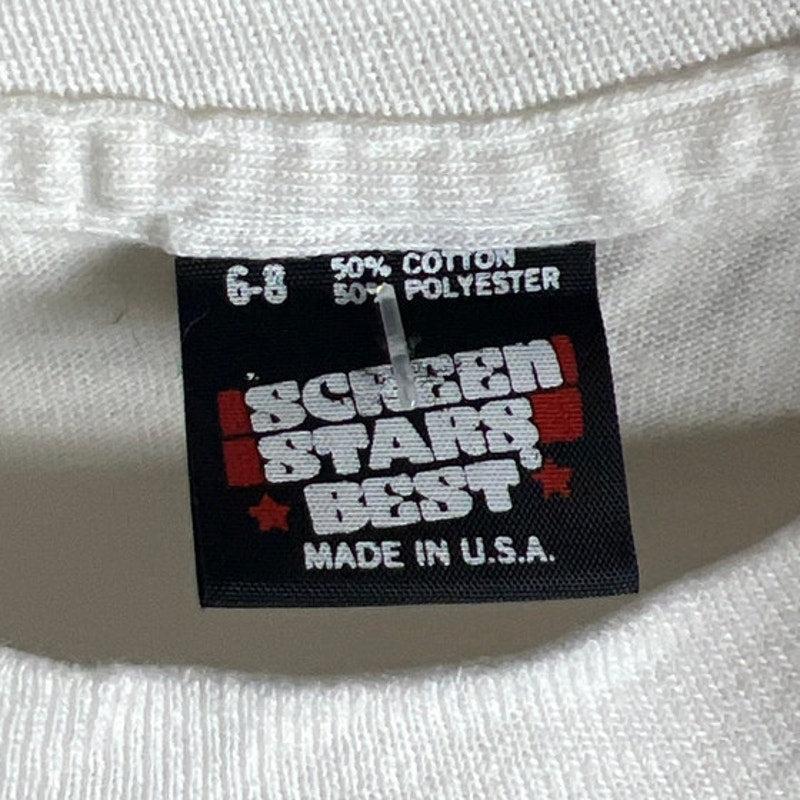 6-8 50% COTTON
50% POLYESTER
"SCREEN
STARS"
BEST
MADE IN U.S.A.